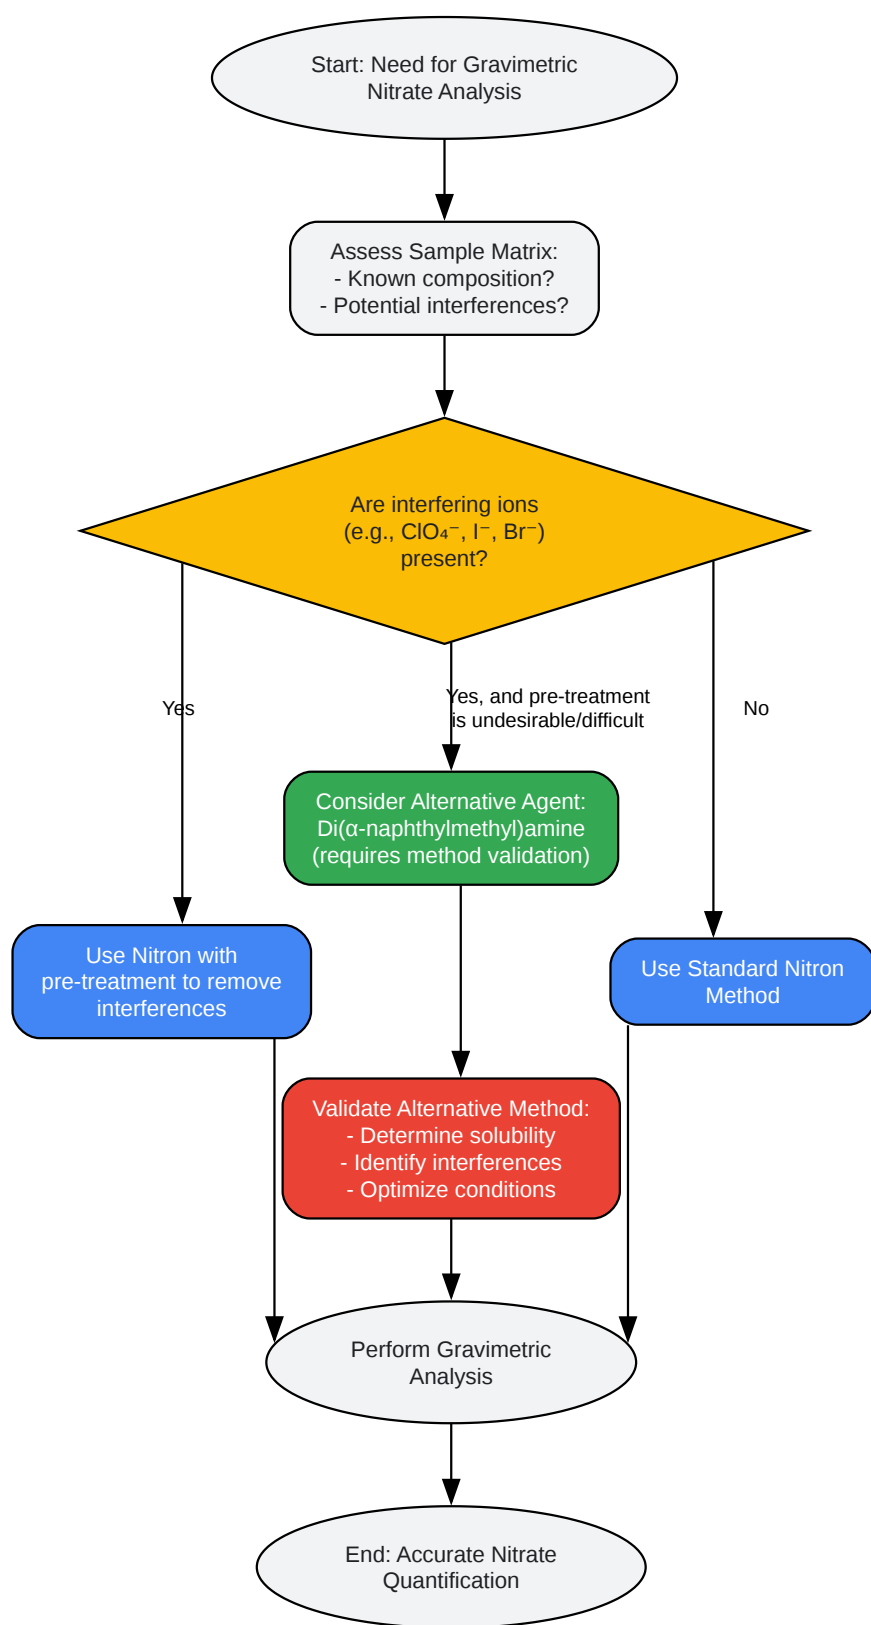 Start: Need for Gravimetric
Nitrate Analysis
Assess Sample Matrix:
- Known composition?
- Potential interferences?
Are interfering ions
(e.g., ClO₄⁻, I⁻, Br⁻)
present?
Yes
Yes, and pre-treatment
is undesirable/difficult
No
Consider Alternative Agent:
Di(α-naphthylmethyl)amine
(requires method validation)
Use Nitron with
pre-treatment to remove
interferences
Use Standard Nitron
Method
Validate Alternative Method:
- Determine solubility
- Identify interferences
- Optimize conditions
Perform Gravimetric
Analysis
End: Accurate Nitrate
Quantification